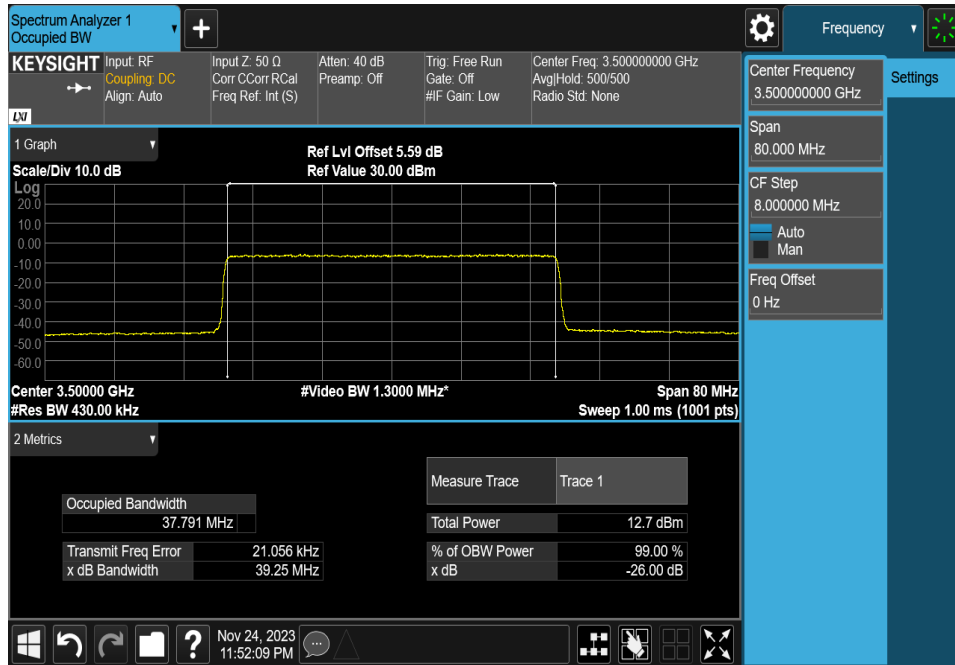 Spectrum Analyzer 1
Occupied BW
+
Frequency
KEYSIGHT
Input: RF
Coupling: DC
Align: Auto
Input Z: 50 Ω
Corr CCorr RCal
Freq Ref: Int (S)
Atten: 40 dB
Preamp: Off
Trig: Free Run
Gate: Off
#IF Gain: Low
Center Freq: 3.500000000 GHz
Avg|Hold: 500/500
Radio Std: None
LXI
Center Frequency
3.500000000 GHz
Settings
Span
80.000 MHz
CF Step
8.000000 MHz
Auto
Man
Freq Offset
0 Hz
1 Graph
Scale/Div 10.0 dB
Ref Lvl Offset 5.59 dB
Ref Value 30.00 dBm
Log
20.0
10.0
0.00
-10.0
-20.0
-30.0
-40.0
-50.0
-60.0
Center 3.50000 GHz
#Video BW 1.3000 MHz*
Span 80 MHz
#Res BW 430.00 kHz
Sweep 1.00 ms (1001 pts)
2 Metrics
Measure Trace Trace 1
Occupied Bandwidth
37.791 MHz
Total Power 12.7 dBm
Transmit Freq Error 21.056 kHz
% of OBW Power 99.00 %
x dB Bandwidth 39.25 MHz
x dB -26.00 dB
?
Nov 24, 2023
11:52:09 PM